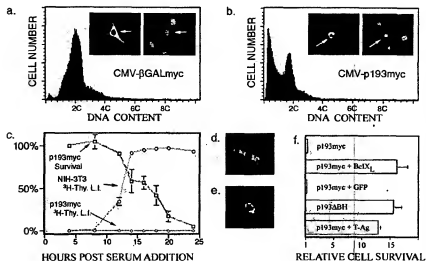 a.
CELL NUMBER
CMV-βGALmyc
2C 4C 6C 8C
DNA CONTENT
b.
CELL NUMBER
CMV-p193myc
2C 4C 6C 8C
DNA CONTENT
c.
100%
50%
0%
p193myc
Survival
NIH-3T3
³H-Thy. L.I.
p193myc
³H-Thy. L.I.
0 5 10 15 20 25
HOURS POST SERUM ADDITION
d.
e.
f.
p193myc
p193myc + BclX L
p193myc + GFP
p193ΔBH
p193myc + T-Ag
1 5 10 15
RELATIVE CELL SURVIVAL